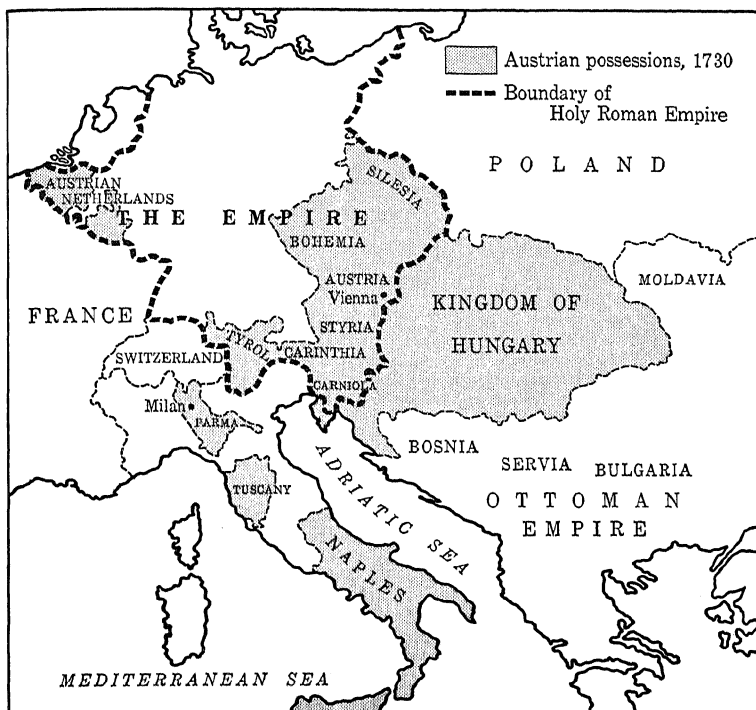 Austrian possessions, 1730
Boundary of
Holy Roman Empire
POLAND
SILESIA
AUSTRIAN
NETHERLANDS
THE EMPIRE
BOHEMIA
AUSTRIA
Vienna
MOLDAVIA
KINGDOM OF
HUNGARY
FRANCE
STYRIA
TYROL
SWITZERLAND
CARINTHIA
CARNIOLA
Milan
PARMA
BOSNIA
SERVIA
BULGARIA
TUSCANY
ADRIATIC SEA
OTTOMAN
EMPIRE
NAPLES
MEDITERRANEAN SEA